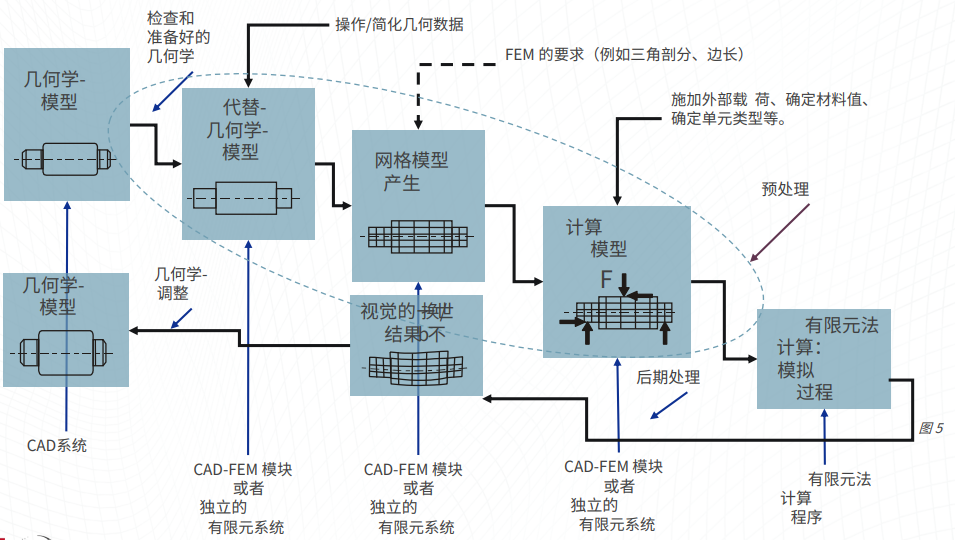 检查和
准备好的
几何学
操作/简化几何数据
FEM 的要求（例如三角剖分、边长）
施加外部载 荷、确定材料值、
确定单元类型等。
预处理
几何学-
模型
代替-
几何学-
模型
网格模型
产生
计算
模型
F
有限元法
计算：
模拟
过程
几何学-
模型
几何学-
调整
视觉的
结果
不
后期处理
图 5
CAD系统
CAD-FEM 模块
或者
独立的
有限元系统
CAD-FEM 模块
或者
独立的
有限元系统
CAD-FEM 模块
或者
独立的
有限元系统
有限元法
计算
程序